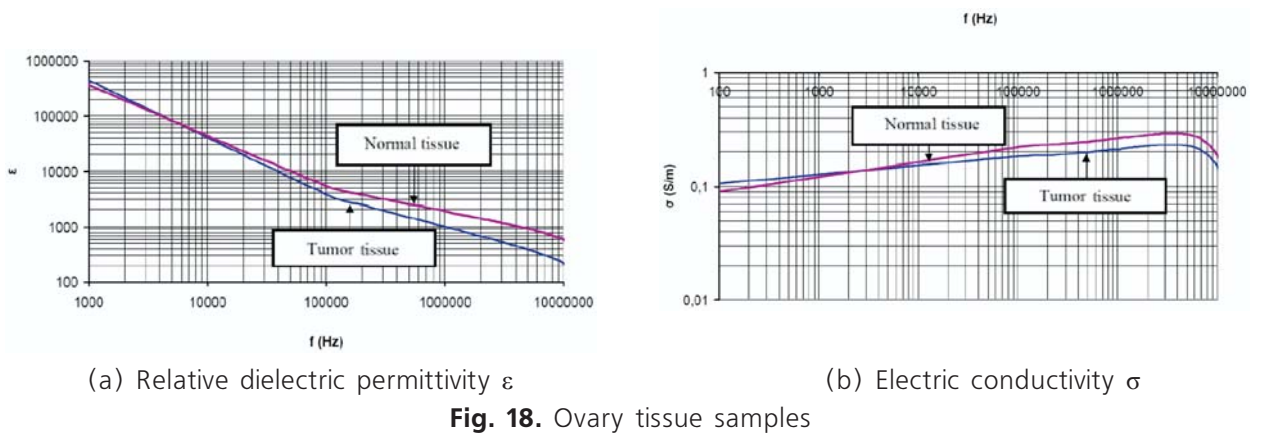 f (Hz)
1000000
100000
10000
1000
100
ε
1000 10000 100000 1000000 10000000
f (Hz)
Normal tissue
Tumor tissue
1
0,1
0,01
σ (S/m)
100 1000 10000 100000 1000000 10000000
Normal tissue
Tumor tissue
(a) Relative dielectric permittivity ε
(b) Electric conductivity σ
Fig. 18. Ovary tissue samples